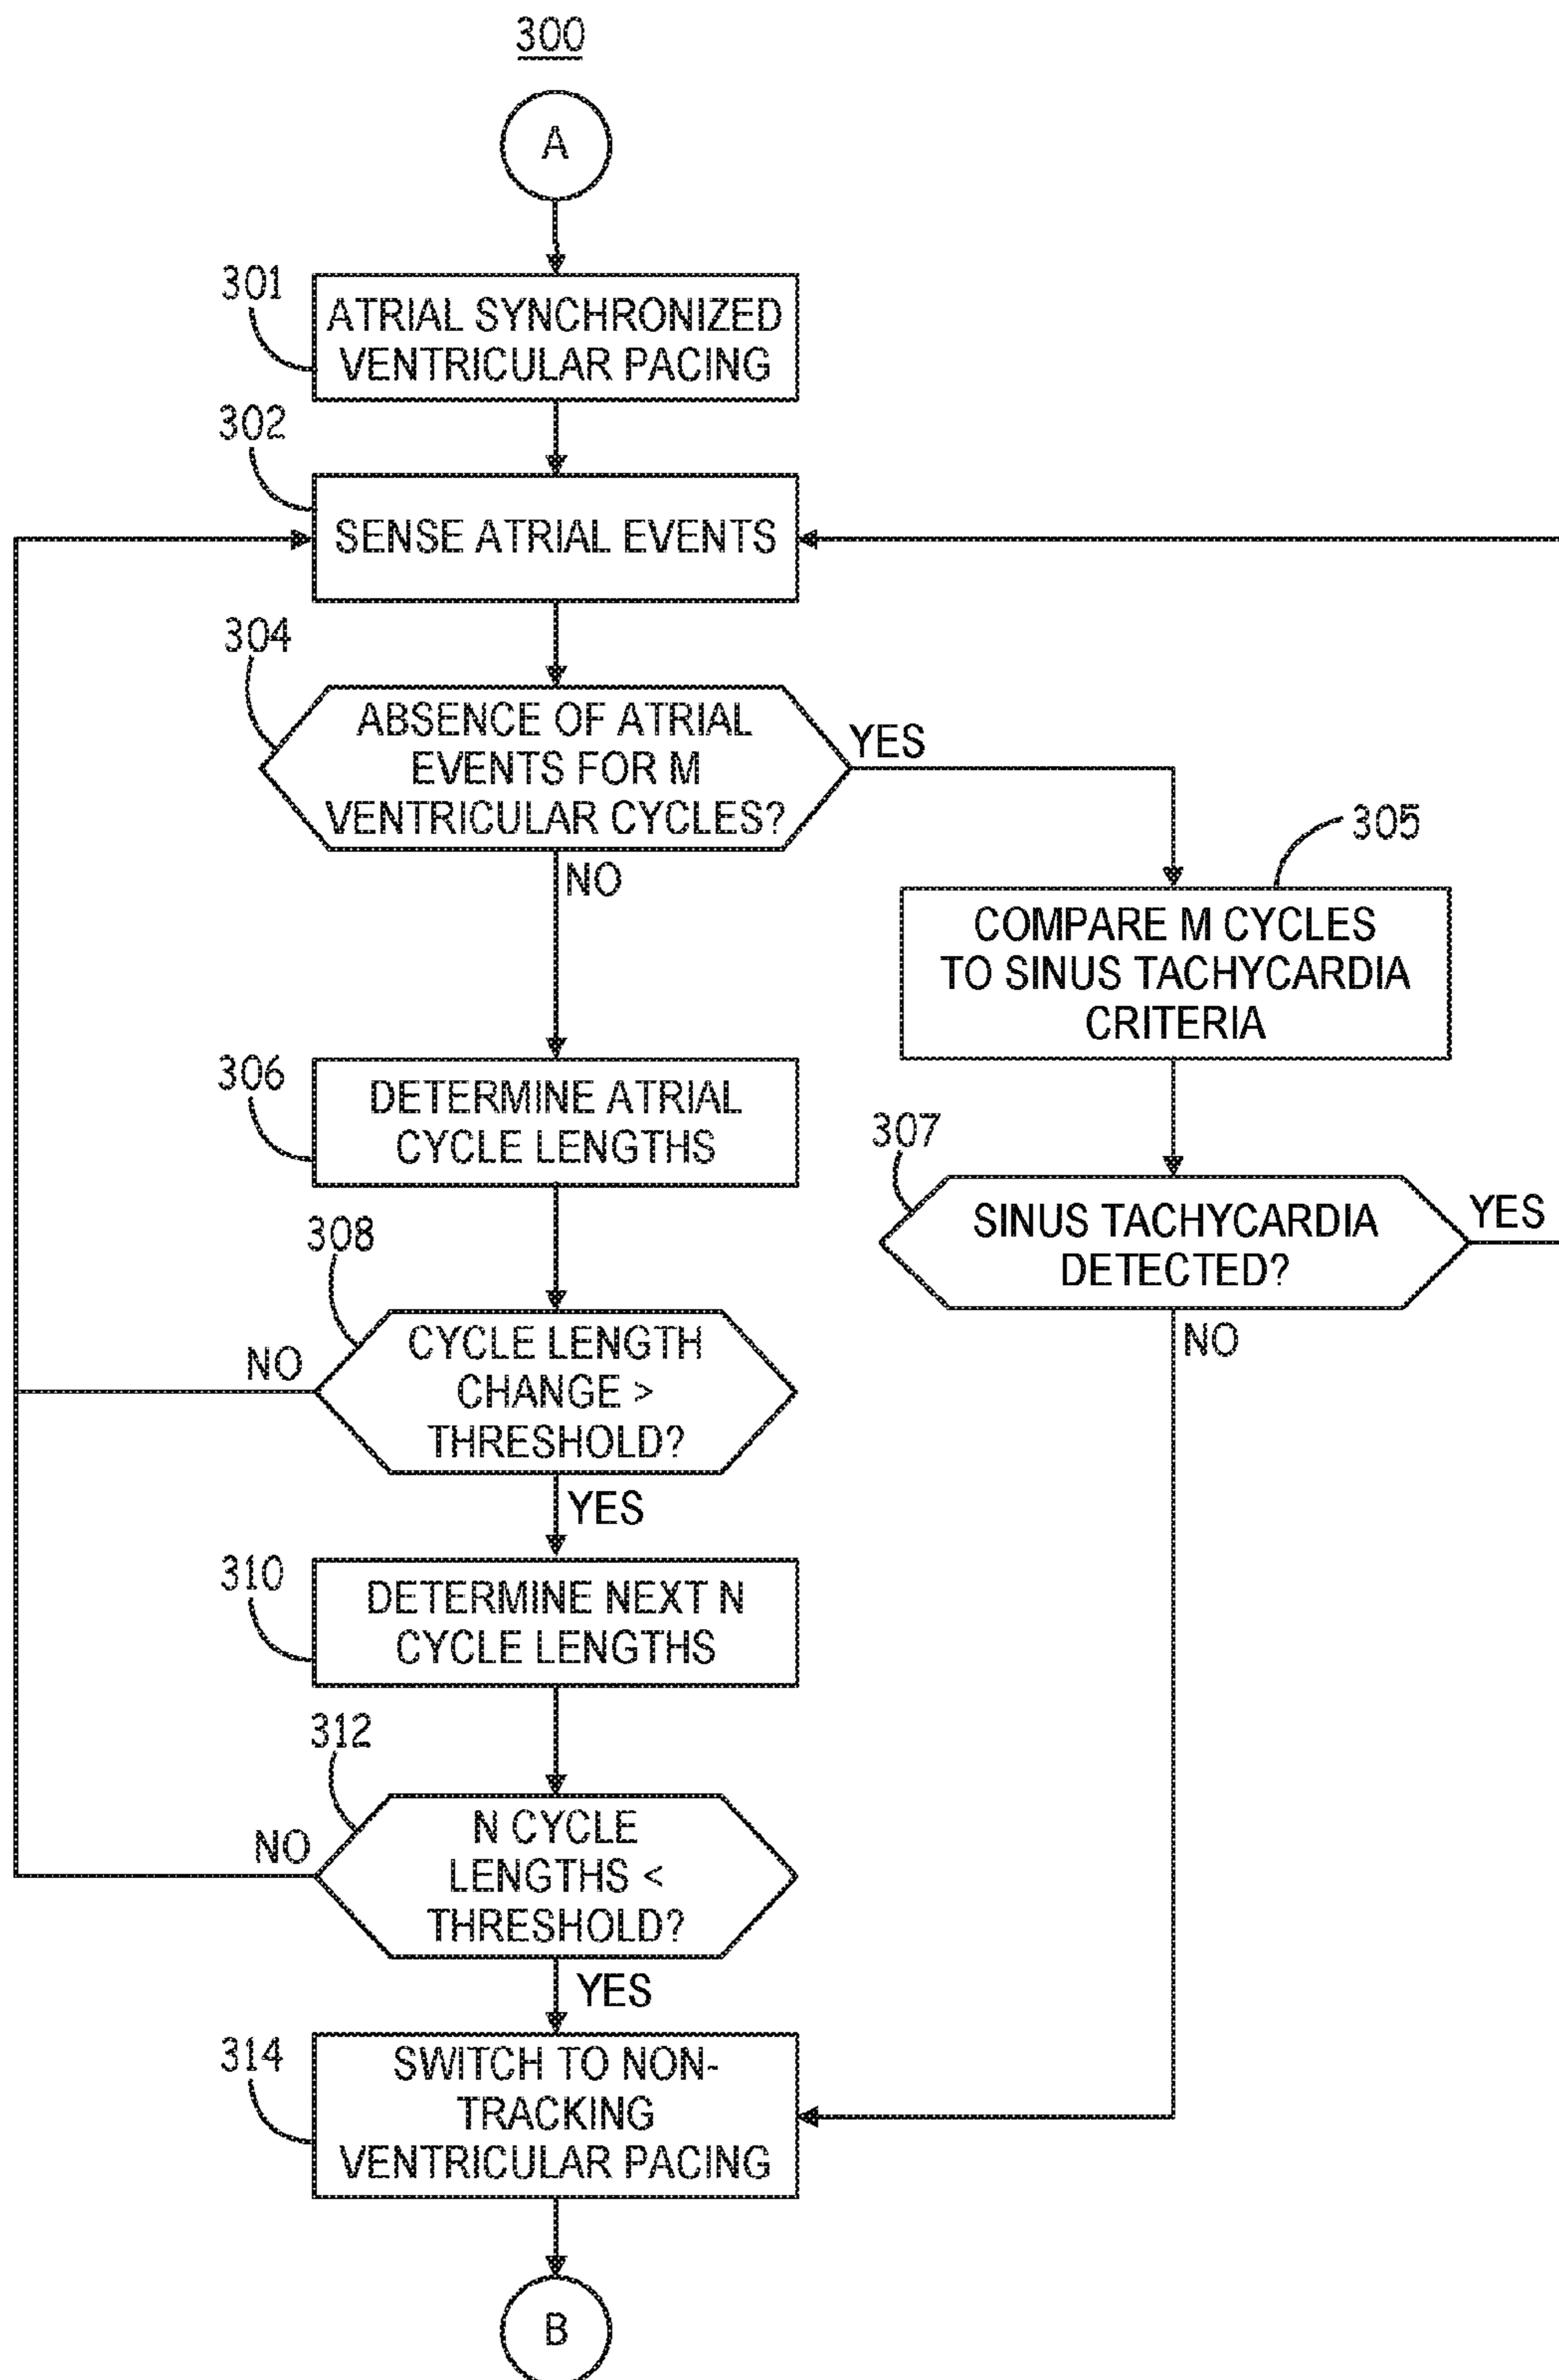 300
A
301
ATRIAL SYNCHRONIZED
VENTRICULAR PACING
302
SENSE ATRIAL EVENTS
304
ABSENCE OF ATRIAL
EVENTS FOR M
VENTRICULAR CYCLES?
YES
NO
305
COMPARE M CYCLES
TO SINUS TACHYCARDIA
CRITERIA
306
DETERMINE ATRIAL
CYCLE LENGTHS
307
SINUS TACHYCARDIA
DETECTED?
YES
NO
308
CYCLE LENGTH
CHANGE >
THRESHOLD?
NO
YES
310
DETERMINE NEXT N
CYCLE LENGTHS
312
N CYCLE
LENGTHS <
THRESHOLD?
NO
YES
314
SWITCH TO NON-
TRACKING
VENTRICULAR PACING
B